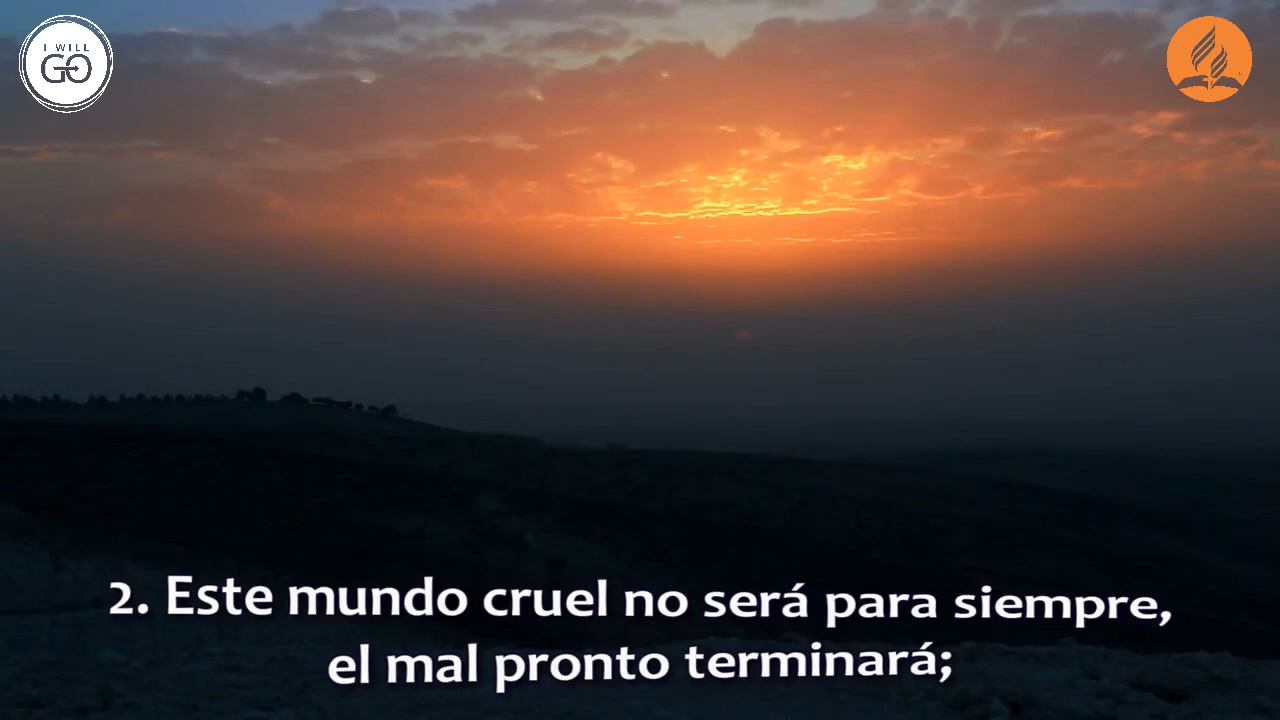 I WILL
GO
2. Este mundo cruel no será para siempre,
el mal pronto terminará;